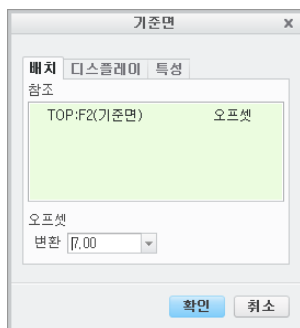 기준면 x
배치 디스플레이 특성
참조
TOP:F2(기준면) 오프셋
오프셋
변환 7.00
확인 취소